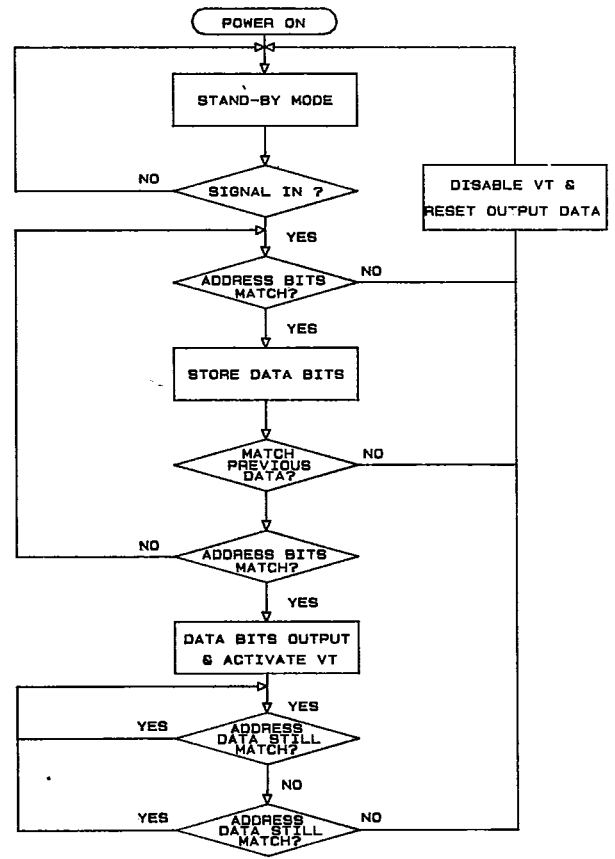 POWER ON
STAND-BY MODE
NO
SIGNAL IN ?
DISABLE VT &
RESET OUTPUT DATA
YES
ADDRESS BITS
MATCH?
NO
YES
STORE DATA BITS
MATCH
PREVIOUS
DATA?
NO
NO
ADDRESS BITS
MATCH?
YES
DATA BITS OUTPUT
& ACTIVATE VT
YES
YES
ADDRESS
DATA STILL
MATCH?
NO
YES
ADDRESS
DATA STILL
MATCH?
NO